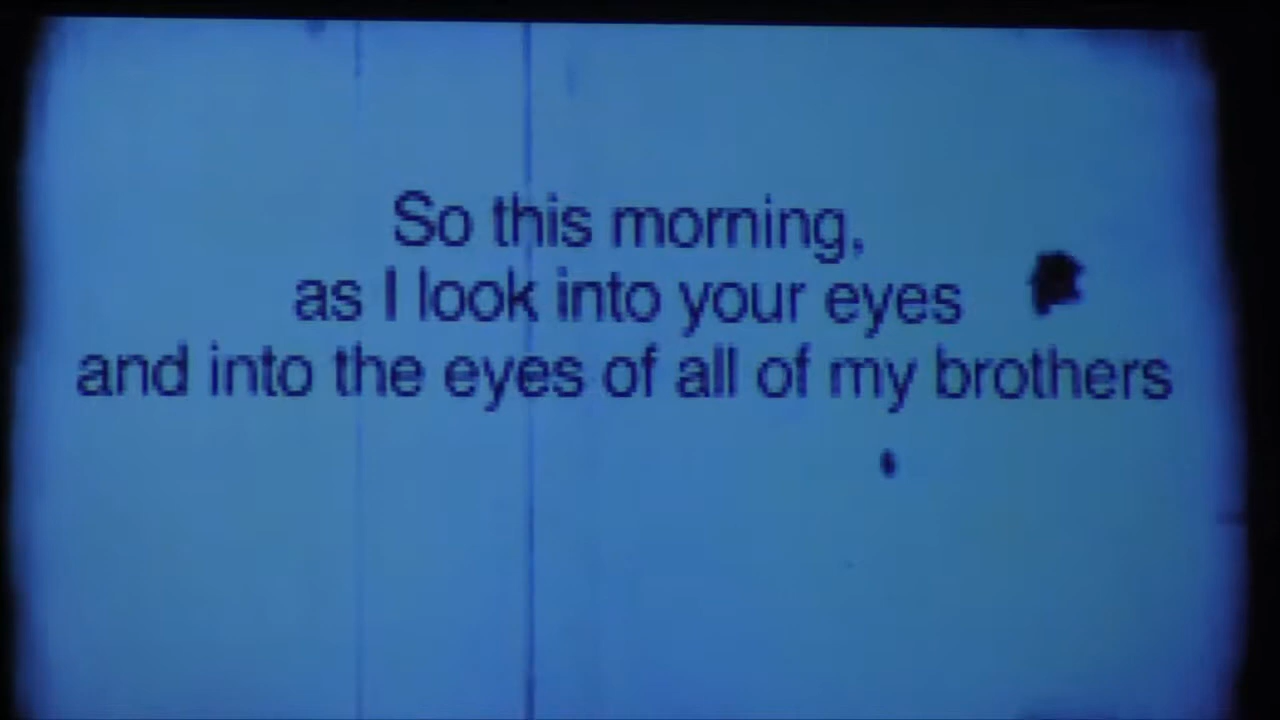 So this morning,
as I look into your eyes
and into the eyes of all of my brothers